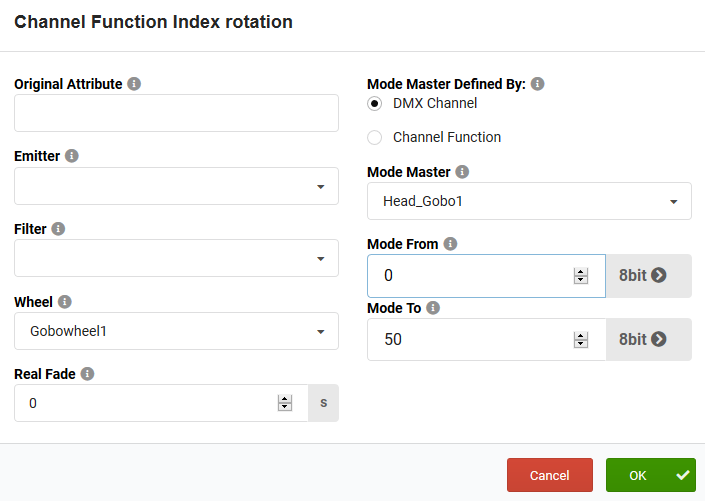 Channel Function Index rotation
Original Attribute
Emitter
Filter
Wheel
Gobowheel1
Real Fade
0 s
Mode Master Defined By:
DMX Channel
Channel Function
Mode Master
Head_Gobo1
Mode From
0 8bit
Mode To
50 8bit
Cancel OK